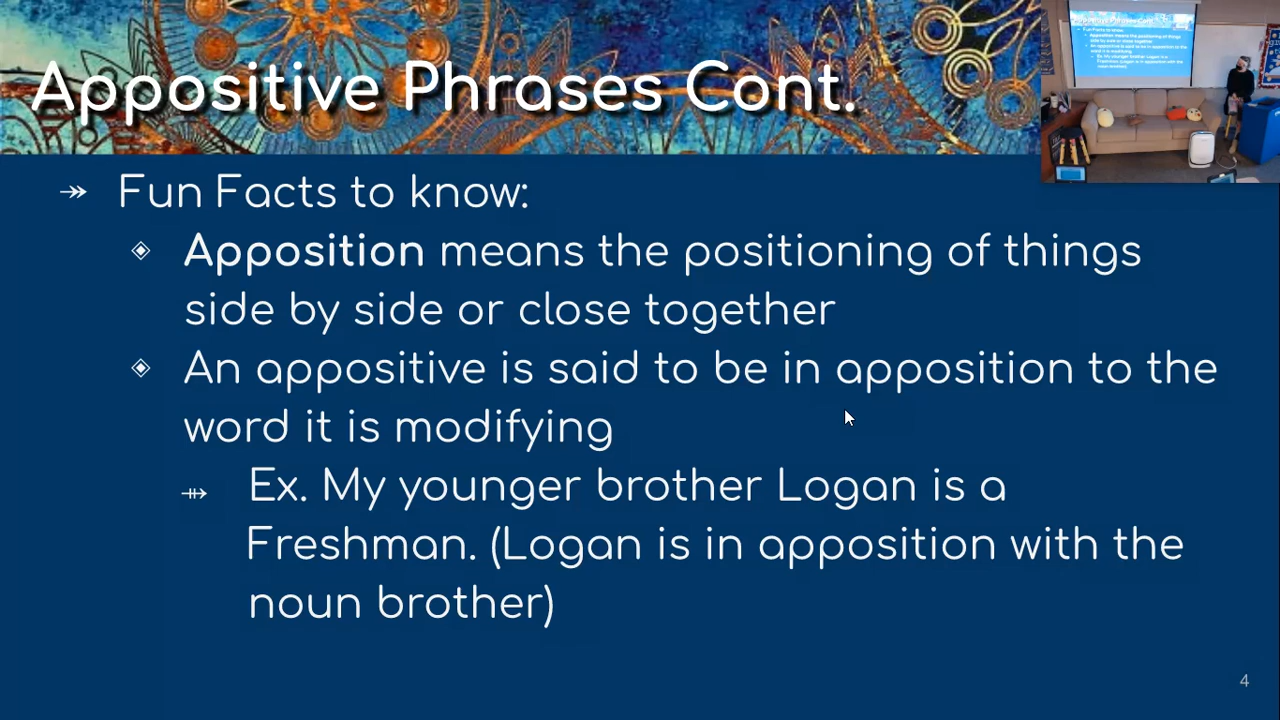 Appositive Phrases Cont.
Fun Facts to know:
Apposition means the positioning of things
side by side or close together
An appositive is said to be in apposition to the
word it is modifying
Ex. My younger brother Logan is a
Freshman. (Logan is in apposition with the
noun brother)
4